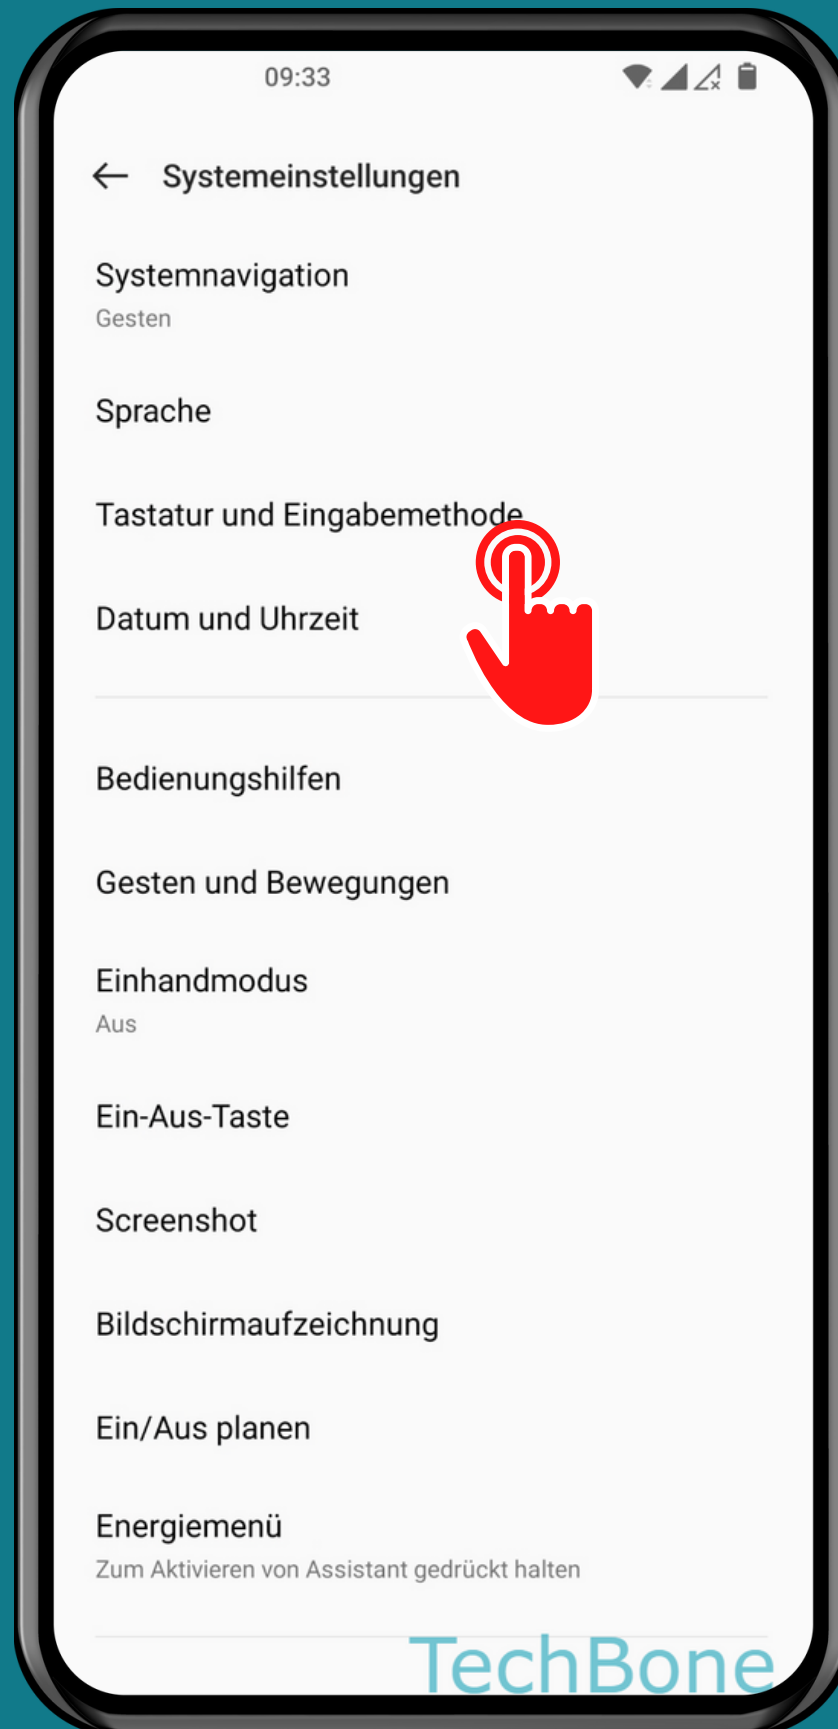 09:33
Systemeinstellungen
Systemnavigation
Gesten
Sprache
Tastatur und Eingabemethode
Datum und Uhrzeit
Bedienungshilfen
Gesten und Bewegungen
Einhandmodus
Aus
Ein-Aus-Taste
Screenshot
Bildschirmaufzeichnung
Ein/Aus planen
Energiemenü
Zum Aktivieren von Assistant gedrückt halten
TechBone